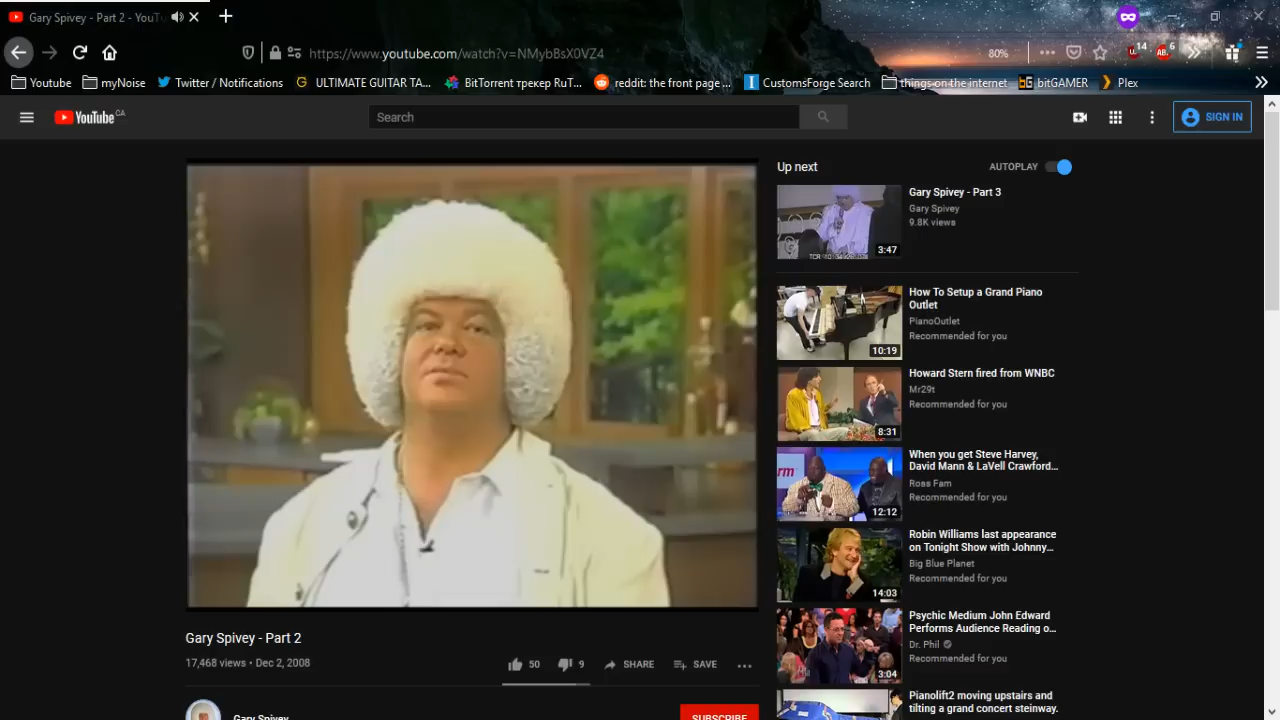 Gary Spivey - Part 2 - YouTu
https://www.youtube.com/watch?v=NMybBsX0VZ4
80%
14
6
Youtube
myNoise
Twitter / Notifications
ULTIMATE GUITAR TA...
BitTorrent трекер RuT...
reddit: the front page ...
CustomsForge Search
things on the internet
bitGAMER
Plex
YouTube CA
Search
SIGN IN
Up next
AUTOPLAY
Gary Spivey - Part 3
Gary Spivey
9.8K views
3:47
How To Setup a Grand Piano
Outlet
PianoOutlet
Recommended for you
10:19
Howard Stern fired from WNBC
Mr29t
Recommended for you
8:31
When you get Steve Harvey,
David Mann & LaVell Crawford...
Ross Fam
Recommended for you
rm
12:12
Robin Williams last appearance
on Tonight Show with Johnny...
Big Blue Planet
Recommended for you
14:03
Psychic Medium John Edward
Performs Audience Reading o...
Dr. Phil
Recommended for you
3:04
Pianolift2 moving upstairs and
tilting a grand concert steinway.
Gary Spivey - Part 2
17,468 views • Dec 2, 2008
50
9
SHARE
SAVE
Gary Spivey
SUBSCRIBE